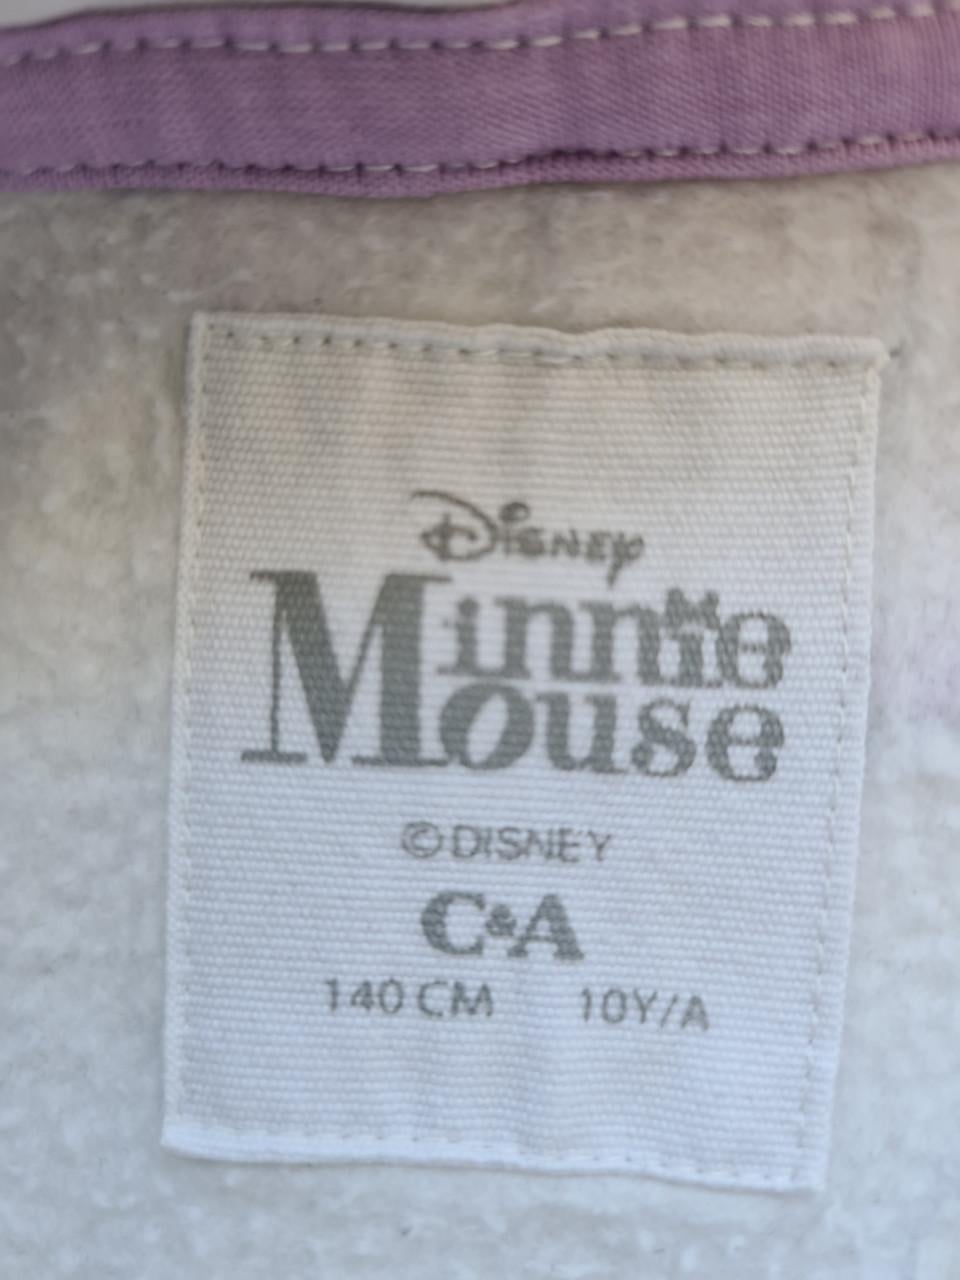 Disney
Minnie
Mouse
©DISNEY
C&A
140 CM 10Y/A